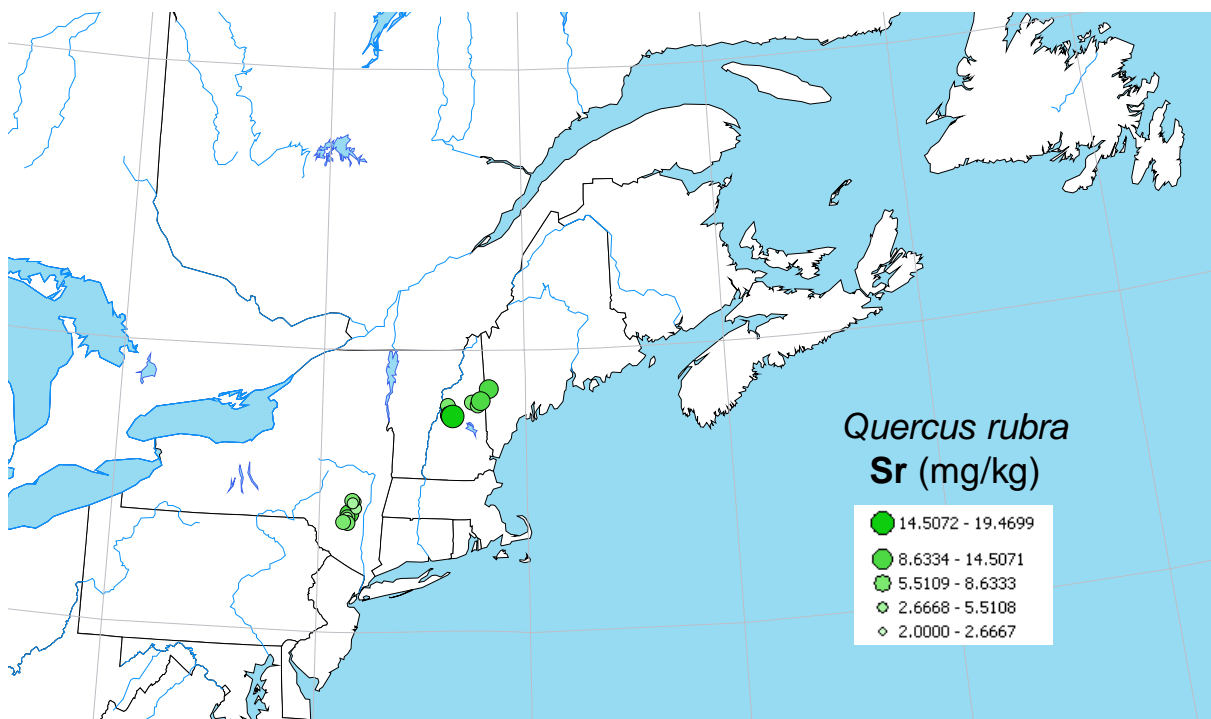 Quercus rubra
Sr (mg/kg)
14.5072 - 19.4699
8.6334 - 14.5071
5.5109 - 8.6333
2.6668 - 5.5108
2.0000 - 2.6667